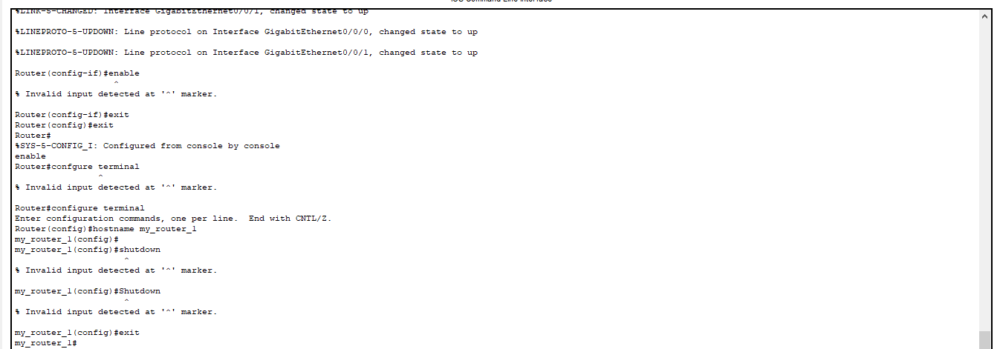 IOS Command Line Interface
%LINK-5-CHANGED: Interface GigabitEthernet0/0/1, changed state to up
%LINEPROTO-5-UPDOWN: Line protocol on Interface GigabitEthernet0/0/0, changed state to up
%LINEPROTO-5-UPDOWN: Line protocol on Interface GigabitEthernet0/0/1, changed state to up
Router(config-if)#enable
^
% Invalid input detected at '^' marker.
Router(config-if)#exit
Router(config)#exit
Router#
%SYS-5-CONFIG_I: Configured from console by console
enable
Router#confgure terminal
^
% Invalid input detected at '^' marker.
Router#configure terminal
Enter configuration commands, one per line.  End with CNTL/Z.
Router(config)#hostname my_router_1
my_router_1(config)#
my_router_1(config)#shutdown
^
% Invalid input detected at '^' marker.
my_router_1(config)#Shutdown
^
% Invalid input detected at '^' marker.
my_router_1(config)#exit
my_router_1#